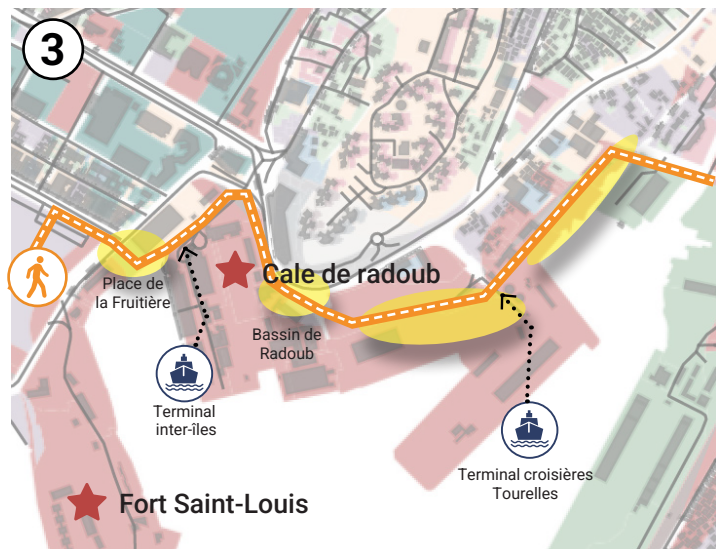 3
Cale de radoub
Place de
la Fruitière
Bassin de
Radoub
Terminal
inter-îles
Terminal croisières
Tourelles
Fort Saint-Louis